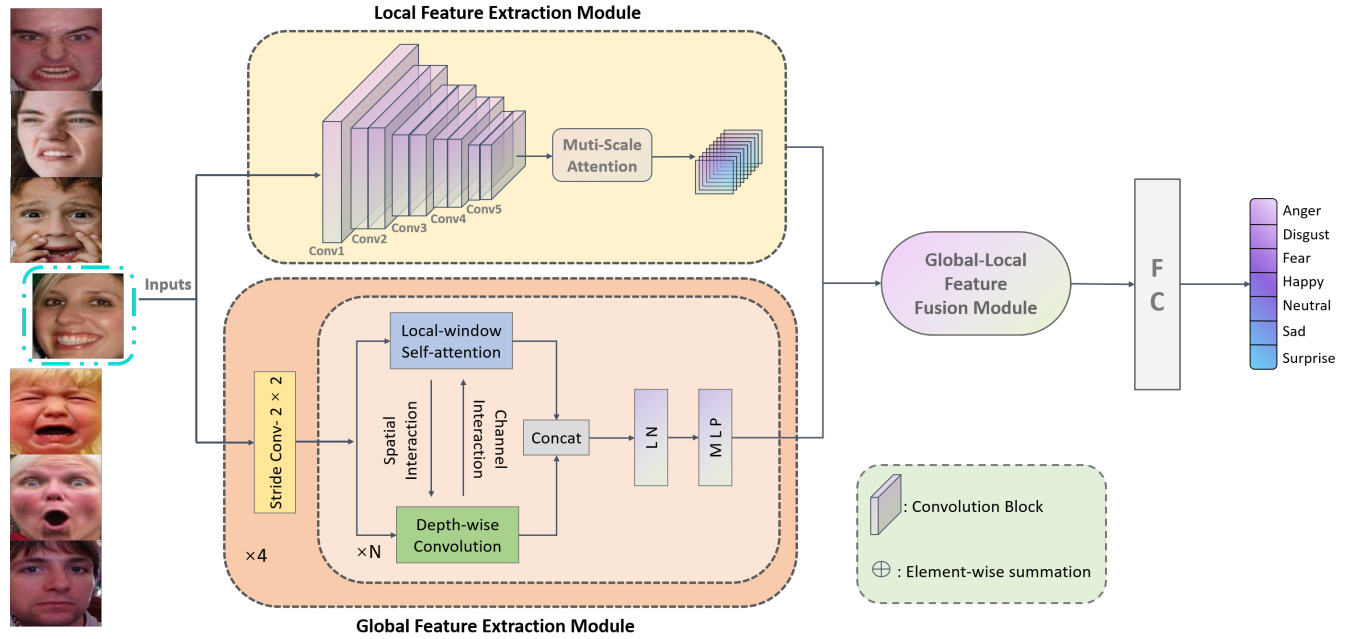 Local Feature Extraction Module
Muti-Scale
Attention
Conv1
Conv2
Conv3
Conv4
Conv5
Inputs
Local-window
Self-attention
Spatial
Interaction
Channel
Interaction
Depth-wise
Convolution
Stride Conv- 2 × 2
Concat
L N
M L P
×N
×4
Global Feature Extraction Module
Global-Local
Feature
Fusion Module
F
C
Anger
Disgust
Fear
Happy
Neutral
Sad
Surprise
: Convolution Block
: Element-wise summation